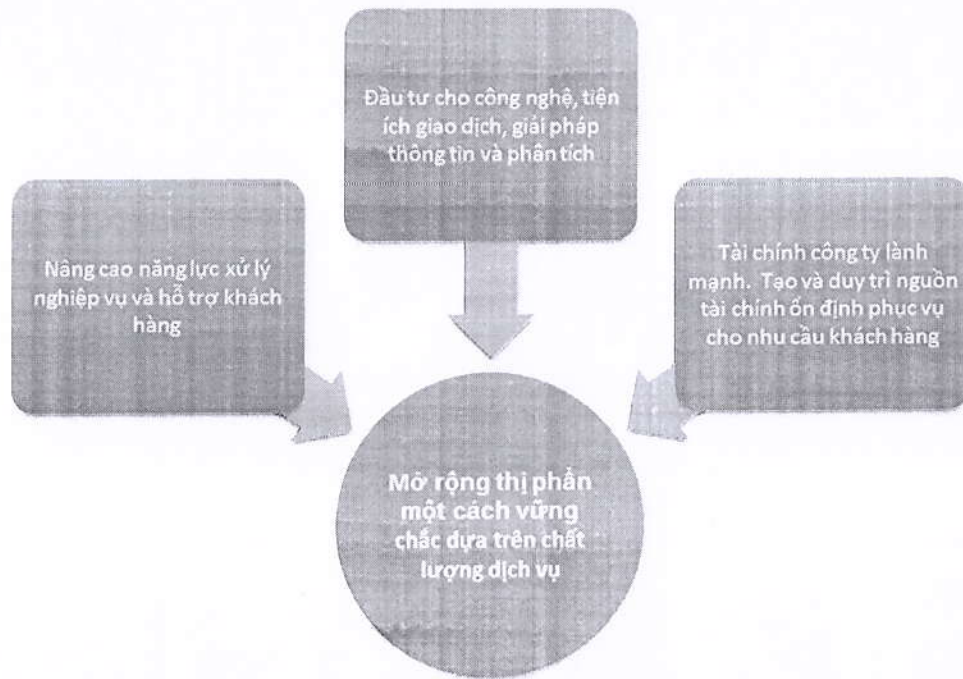 Đầu tư cho công nghệ, tiện
ích giao dịch, giải pháp
thông tin và phân tích
Nâng cao năng lực xử lý
nghiệp vụ và hỗ trợ khách
hàng
Tài chính công ty lành
mạnh. Tạo và duy trì nguồn
tài chính ổn định phục vụ
cho nhu cầu khách hàng
Mở rộng thị phần
một cách vững
chắc dựa trên chất
lượng dịch vụ